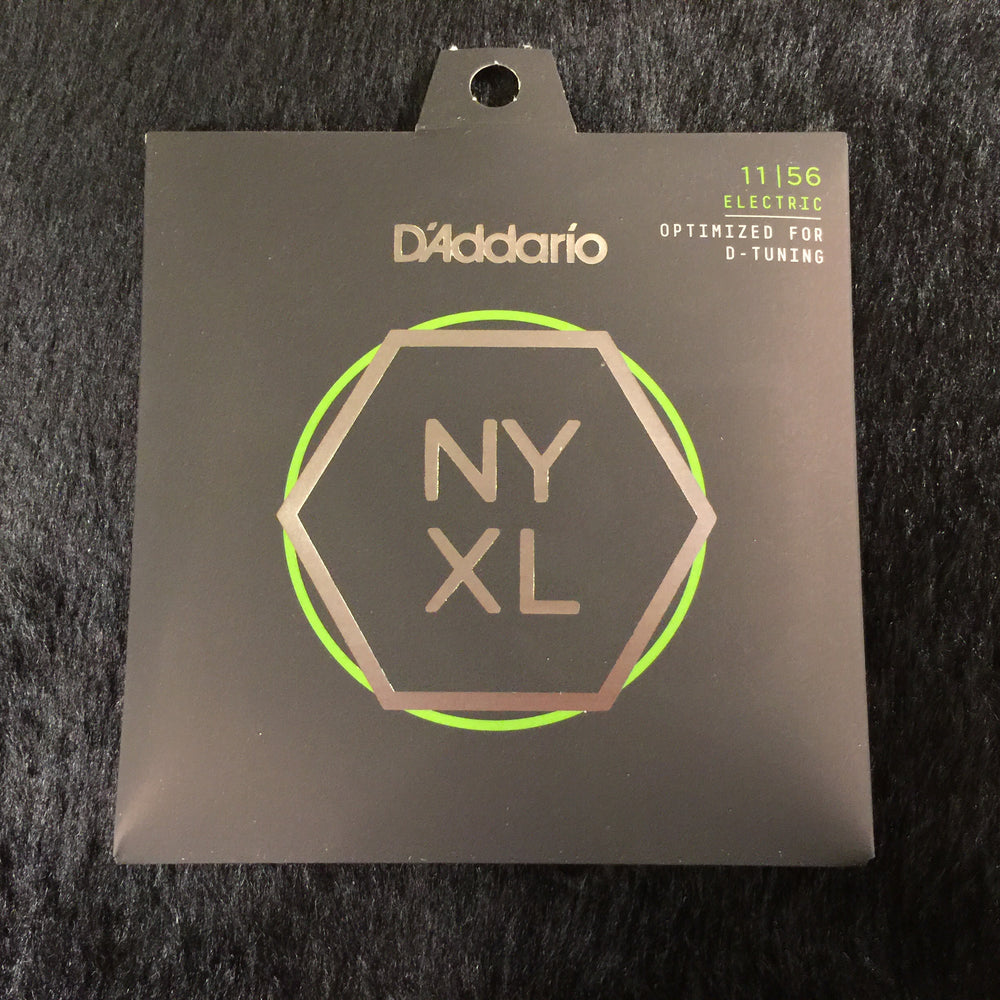 11|56
ELECTRIC
OPTIMIZED FOR
D-TUNING
D'Addario
NY
XL